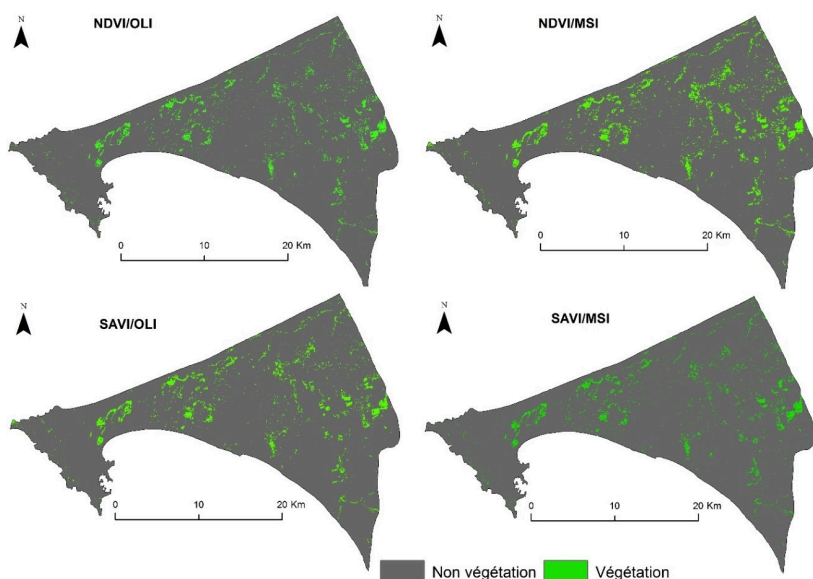 N
NDVI/OLI
0 10 20 Km
N
NDVI/MSI
0 10 20 Km
N
SAVI/OLI
0 10 20 Km
N
SAVI/MSI
0 10 20 Km
Non végétation Végétation